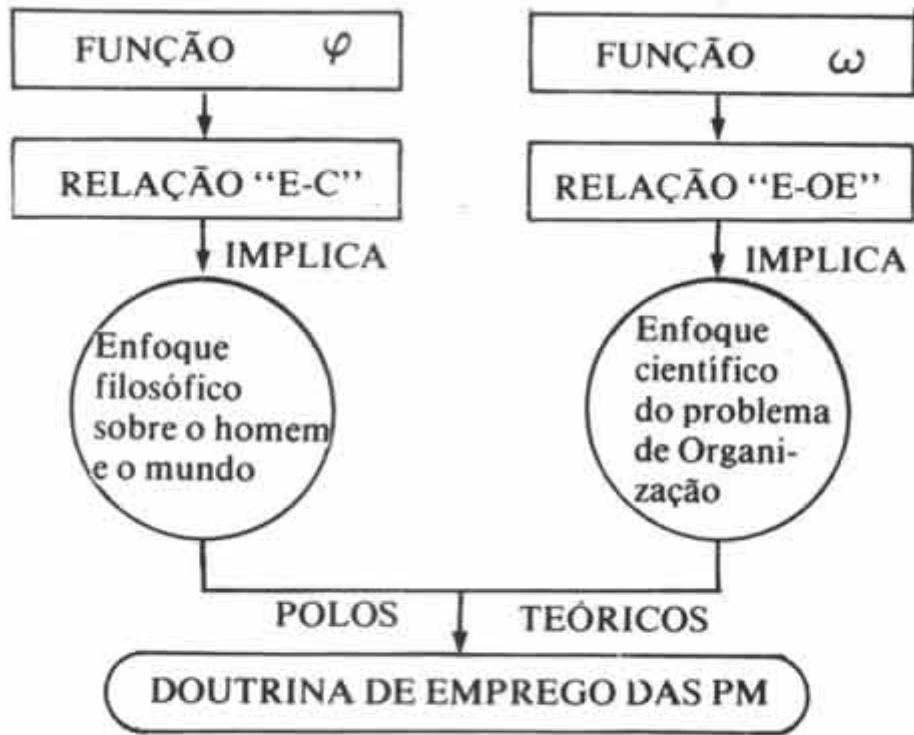 FUNÇÃO φ
FUNÇÃO ω
RELAÇÃO “E-C”
RELAÇÃO “E-OE”
IMPLICA
IMPLICA
Enfoque
filosófico
sobre o homem
e o mundo
Enfoque
científico
do problema
de Organi-
zação
POLOS TEÓRICOS
DOUTRINA DE EMPREGO DAS PM